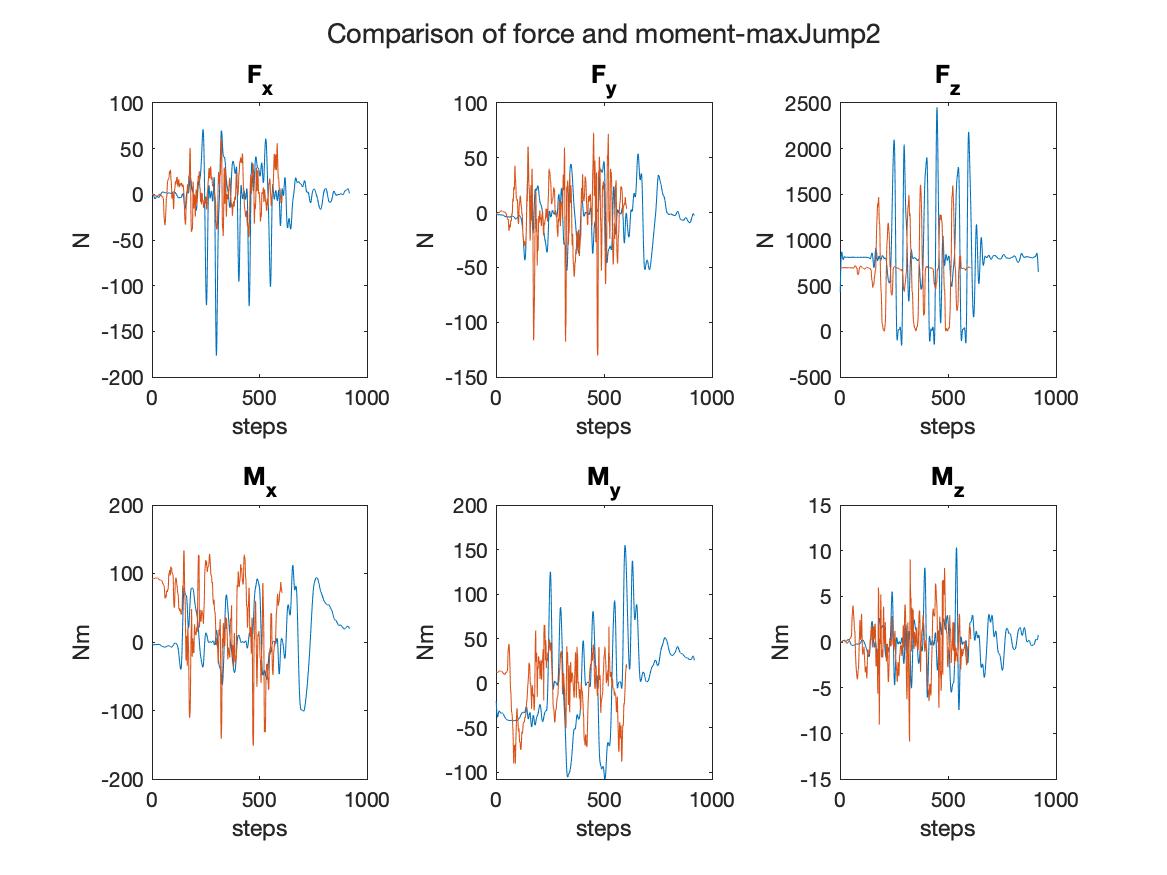 Comparison of force and moment-maxJump2
Fx Fy Fz
100 100 2500
50 50 2000
0 0 1500
-50 -50 1000
-100 -100 500
-150 -150 0
-200 -500
N N N
0 500 1000 0 500 1000 0 500 1000
steps steps steps
Mx My Mz
200 200 15
100 150 10
0 100 5
-100 50 0
-200 0 -5
-50 -10
-100 -15
Nm Nm Nm
0 500 1000 0 500 1000 0 500 1000
steps steps steps